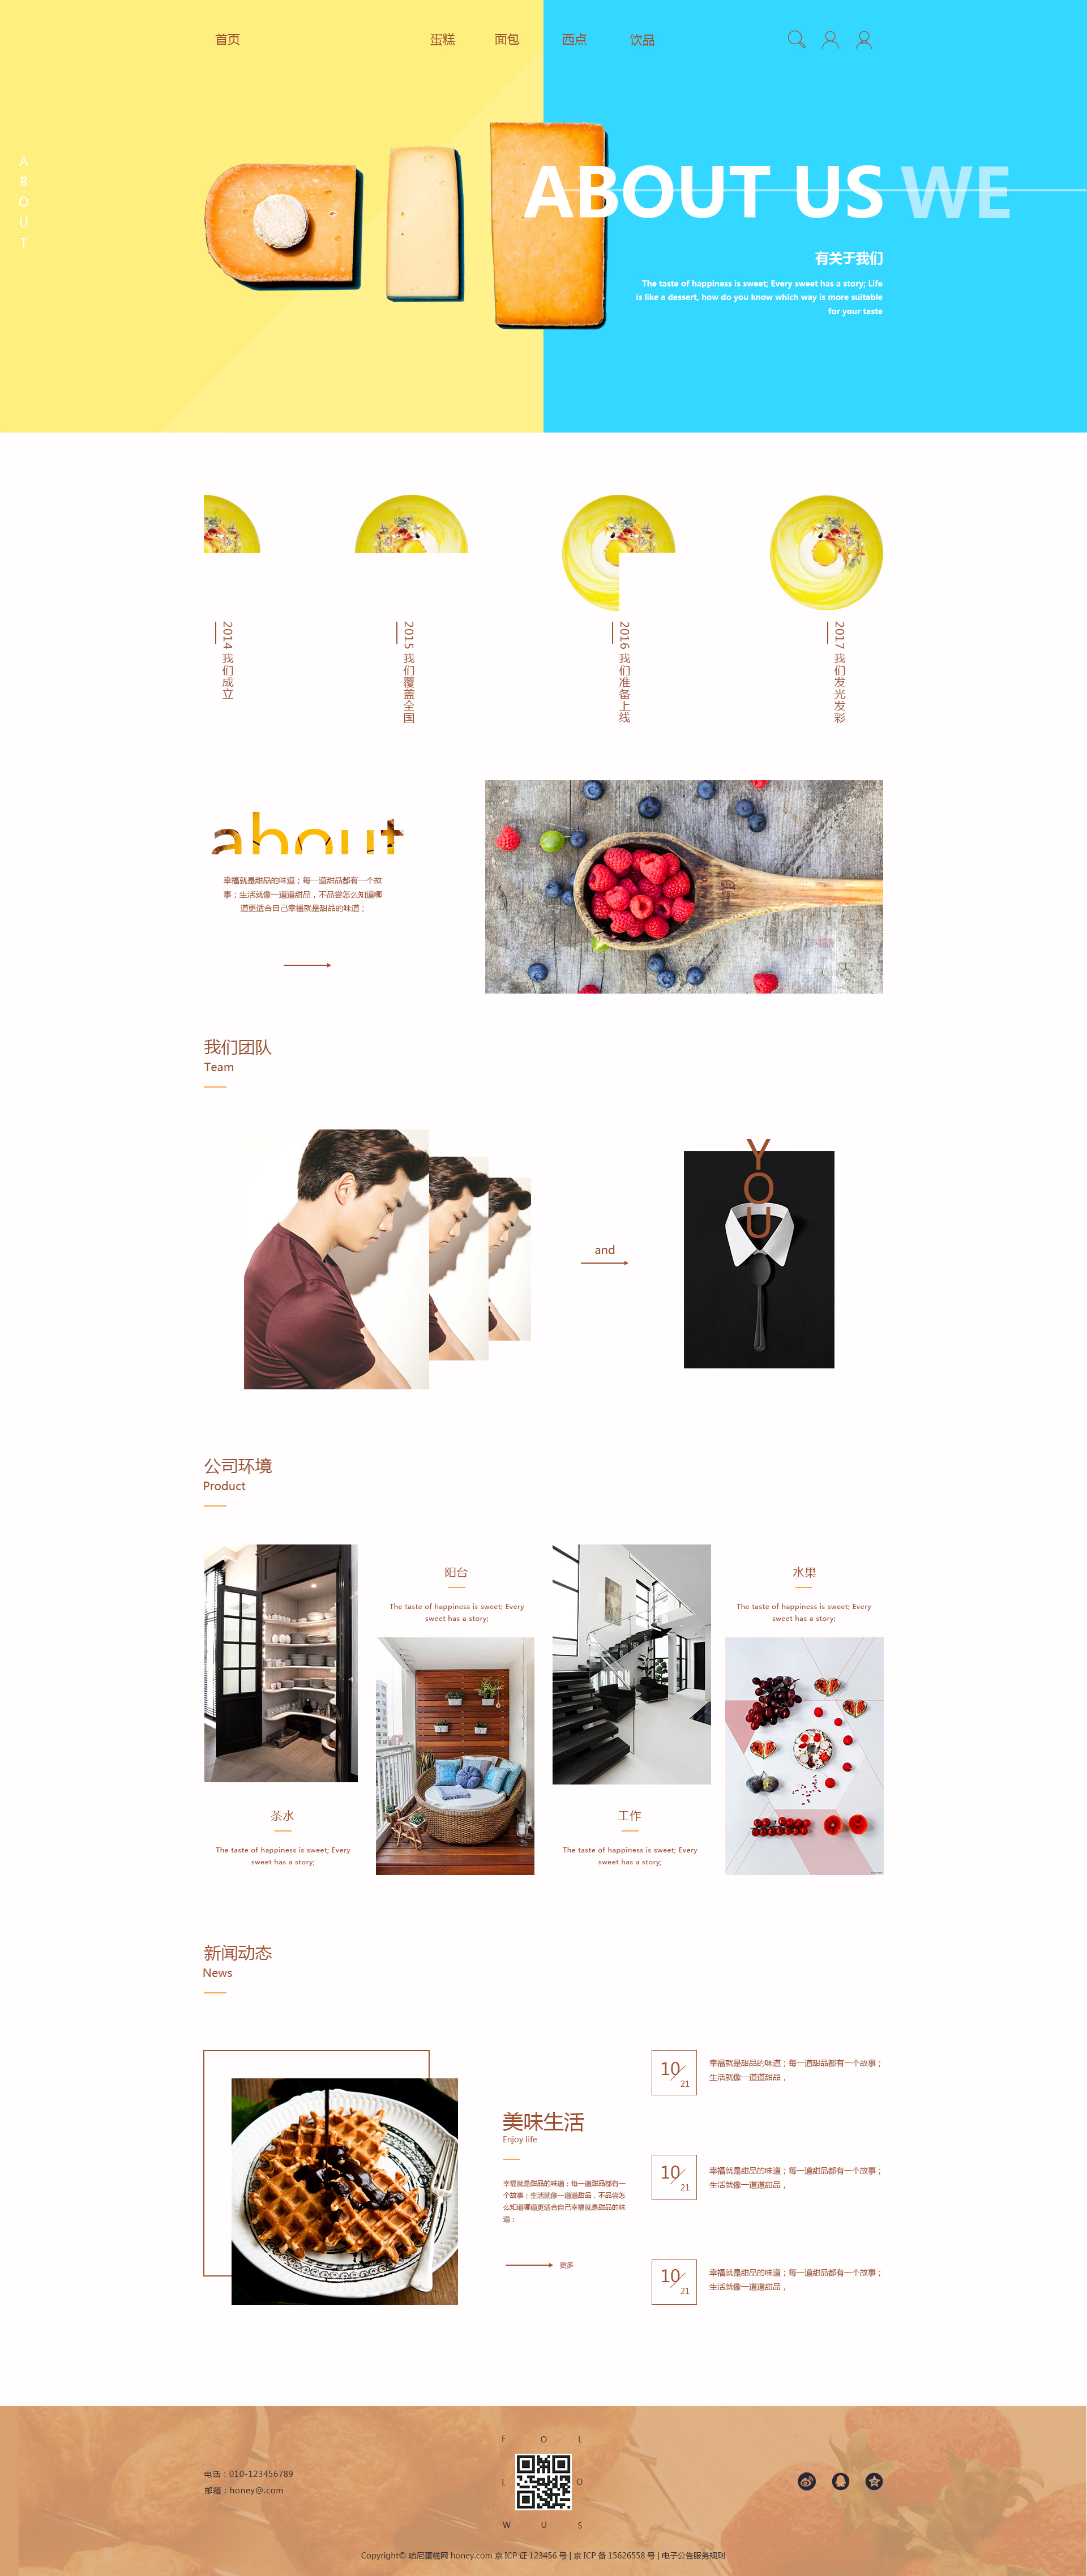 首页
蛋糕
面包
西点
饮品
ABOUT
ABOUT US WE
有关于我们
The taste of happiness is sweet; Every sweet has a story; Life
is like a dessert, how do you know which way is more suitable
for your taste
2014 我们成立
2015 我们覆盖全国
2016 我们准备上线
2017 我们发光发彩
about
幸福就是甜品的味道；每一道甜品都有一个故
事；生活就像一道道甜品，不品尝怎么知道哪
道更适合自己幸福就是甜品的味道；
我们团队
Team
and
YOU
公司环境
Product
阳台
The taste of happiness is sweet; Every
sweet has a story;
水果
The taste of happiness is sweet; Every
sweet has a story;
茶水
The taste of happiness is sweet; Every
sweet has a story;
工作
The taste of happiness is sweet; Every
sweet has a story;
新闻动态
News
美味生活
Enjoy life
幸福就是甜品的味道；每一道甜品都有一
个故事；生活就像一道道甜品，不品尝怎
么知道哪道更适合自己幸福就是甜品的味
道；
更多
10/21
幸福就是甜品的味道；每一道甜品都有一个故事；
生活就像一道道甜品，
10/21
幸福就是甜品的味道；每一道甜品都有一个故事；
生活就像一道道甜品，
10/21
幸福就是甜品的味道；每一道甜品都有一个故事；
生活就像一道道甜品，
电话：010-123456789
邮箱：honey@.com
F O L
L O
W U S
Copyright© 哈尼蛋糕网 honey.com 京 ICP 证 123456 号 | 京 ICP 备 15626558 号 | 电子公告服务规则